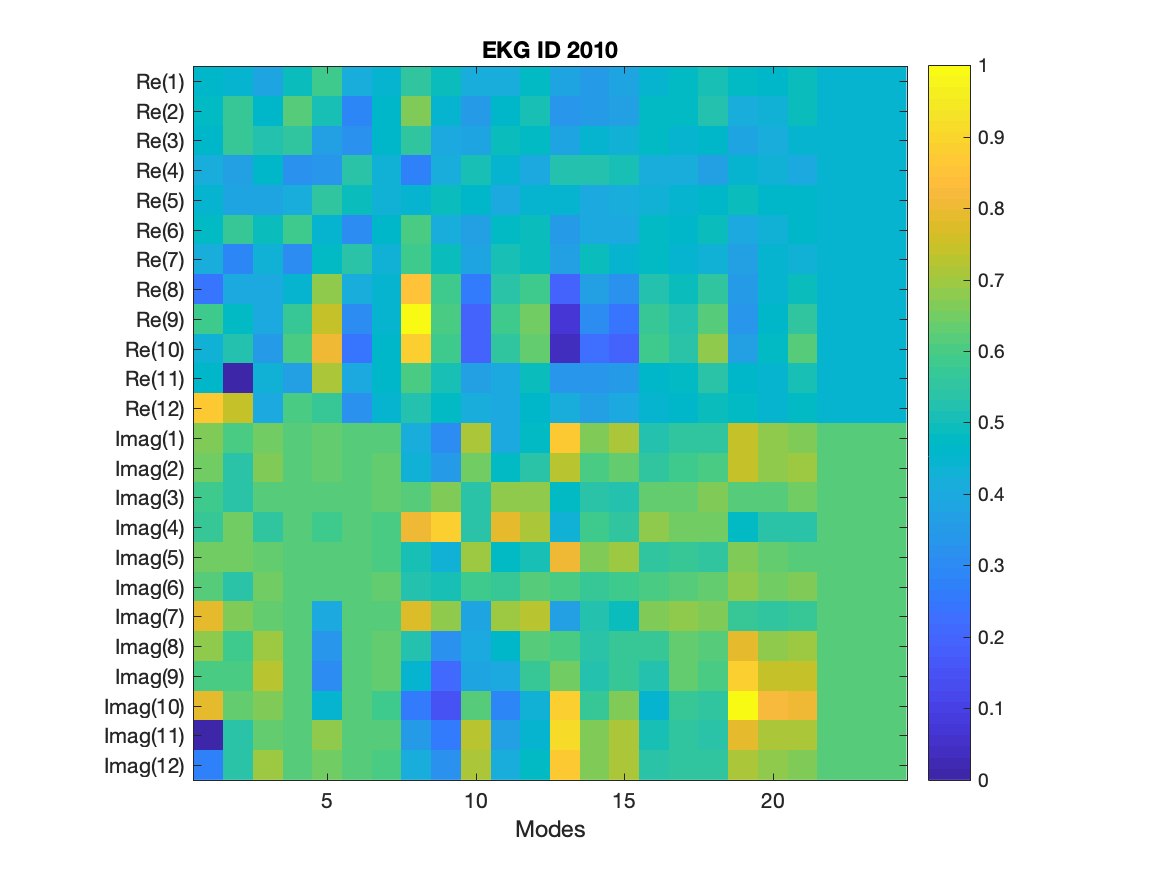 EKG ID 2010
Re(1)
Re(2)
Re(3)
Re(4)
Re(5)
Re(6)
Re(7)
Re(8)
Re(9)
Re(10)
Re(11)
Re(12)
Imag(1)
Imag(2)
Imag(3)
Imag(4)
Imag(5)
Imag(6)
Imag(7)
Imag(8)
Imag(9)
Imag(10)
Imag(11)
Imag(12)
5 10 15 20
Modes
1
0.9
0.8
0.7
0.6
0.5
0.4
0.3
0.2
0.1
0